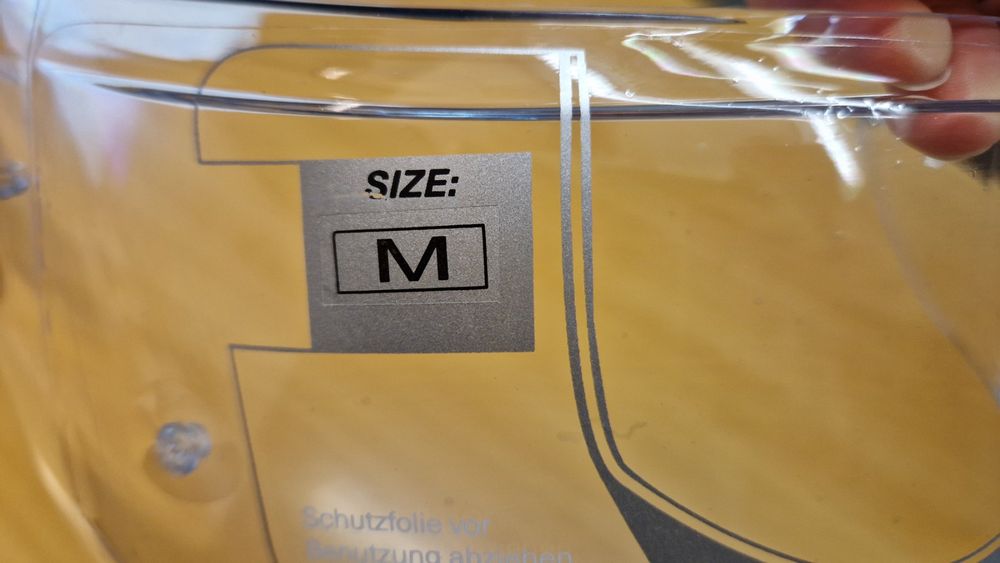 SIZE:
M
Schutzfolie vor
Benutzung abziehen